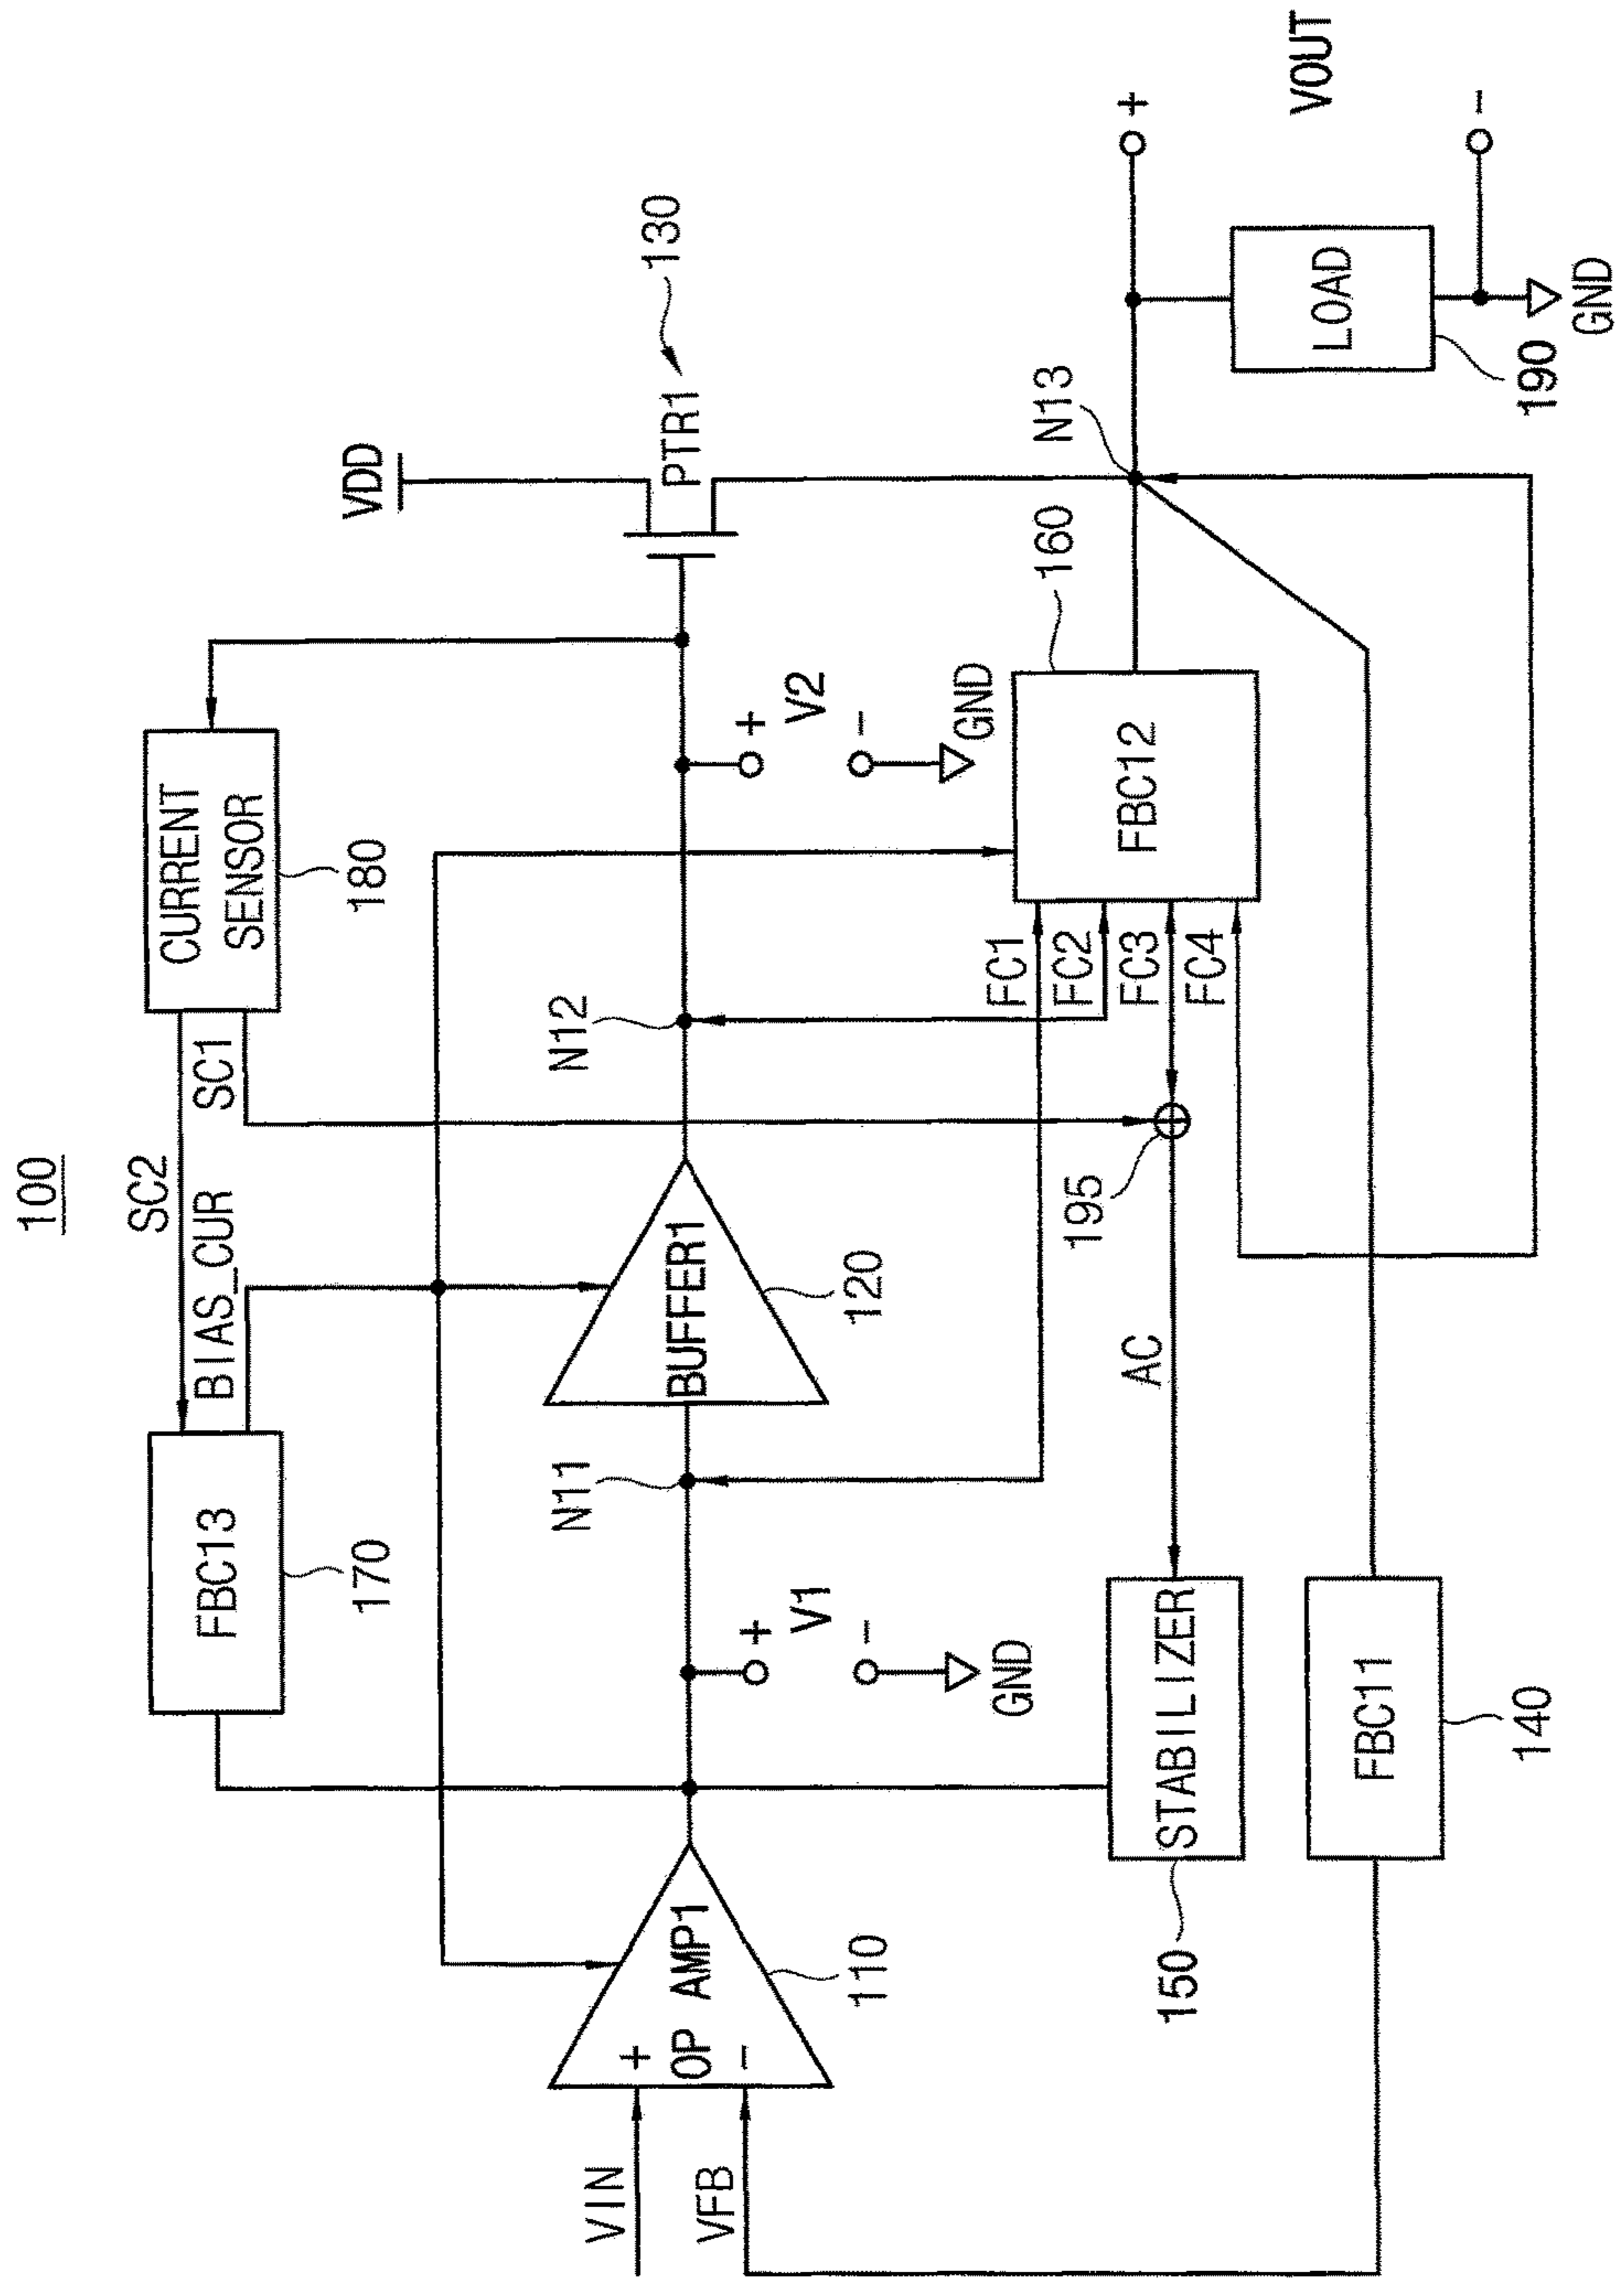 100
SC2
FBC13
170
BIAS_CUR
SC1
CURRENT
SENSOR
180
VDD
PTR1
130
VIN
VFB
+
OP AMP1
-
110
N11
+
V1
-
GND
BUFFER1
120
N12
+
V2
-
GND
FC1
FC2
FC3
FC4
FBC12
160
N13
195
AC
STABILIZER
150
FBC11
140
LOAD
190
GND
+
VOUT
-